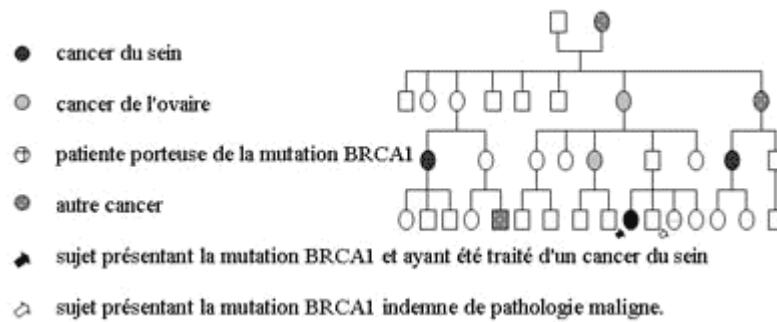 cancer du sein
cancer de l'ovaire
patiente porteuse de la mutation BRCA1
autre cancer
sujet présentant la mutation BRCA1 et ayant été traité d'un cancer du sein
sujet présentant la mutation BRCA1 indemne de pathologie maligne.